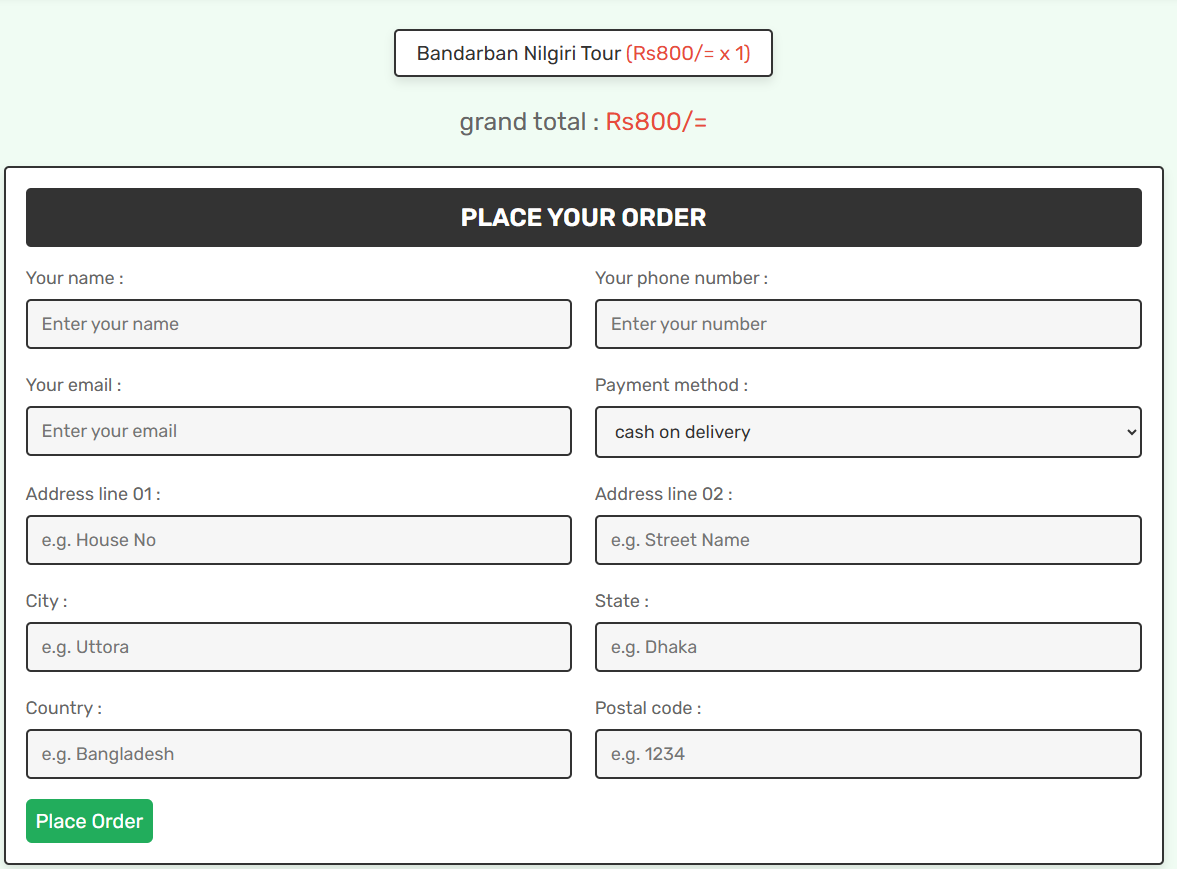 Bandarban Nilgiri Tour (Rs800/= x 1)
grand total : Rs800/=
PLACE YOUR ORDER
Your name :
Your phone number :
Enter your name
Enter your number
Your email :
Payment method :
Enter your email
cash on delivery
Address line 01 :
Address line 02 :
e.g. House No
e.g. Street Name
City :
State :
e.g. Uttora
e.g. Dhaka
Country :
Postal code :
e.g. Bangladesh
e.g. 1234
Place Order